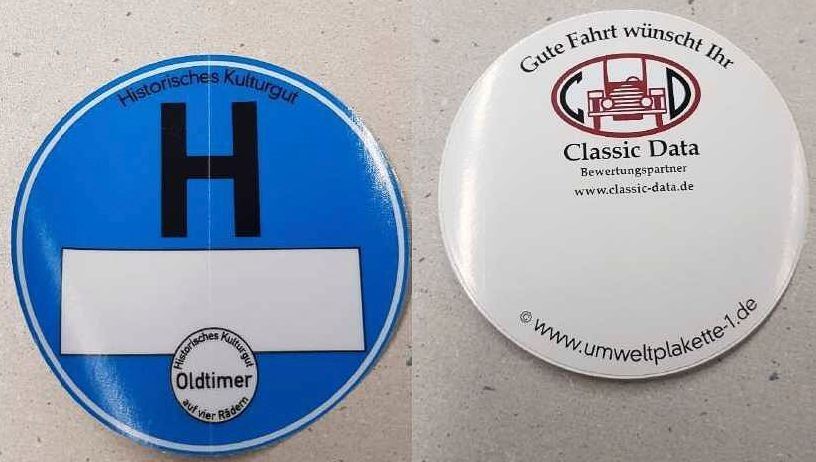 Historisches Kulturgut
H
Historisches Kulturgut
Oldtimer
auf vier Rädern
Gute Fahrt wünscht Ihr
C D
Classic Data
Bewertungspartner
www.classic-data.de
© www.umweltplakette-1.de